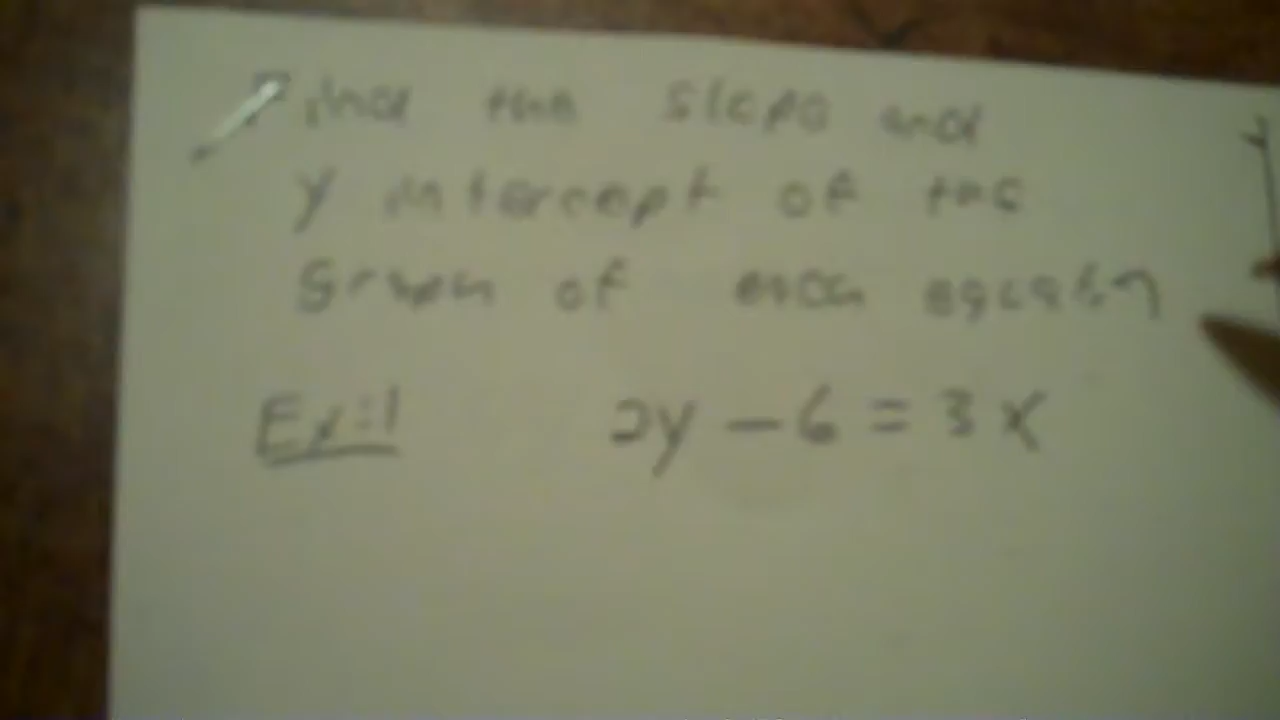 Find the slope and
y intercept of the
Graph of each equation
Ex:1 2y - 6 = 3x